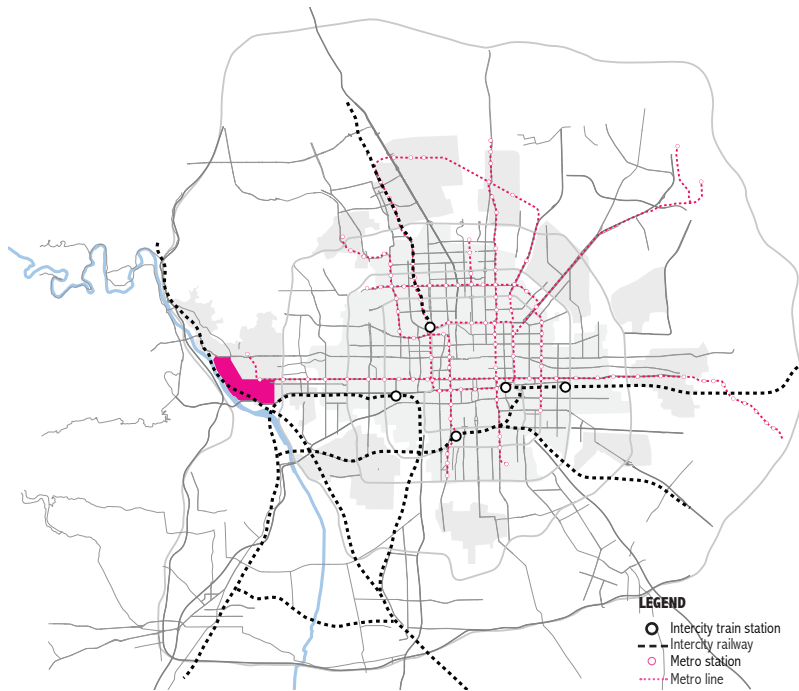 LEGEND
Intercity train station
Intercity railway
Metro station
Metro line